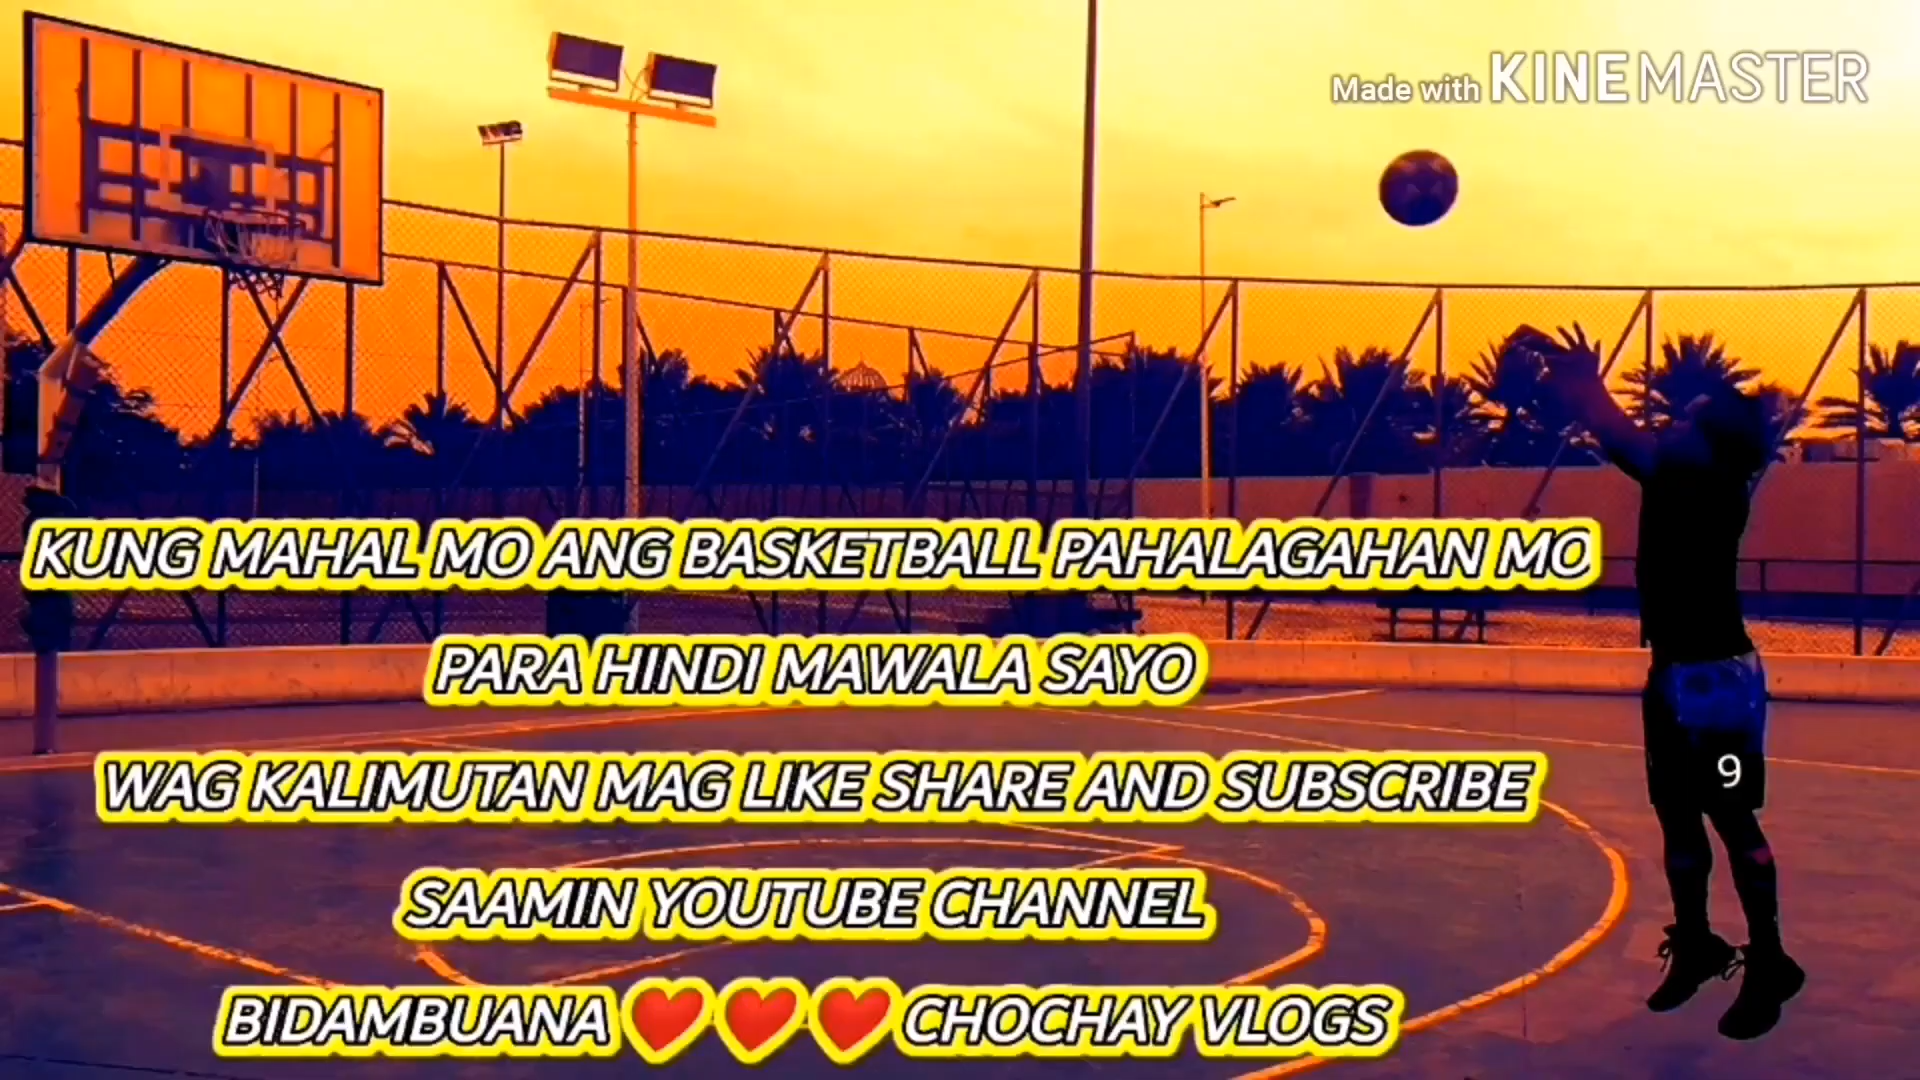 Made with KINEMASTER
KUNG MAHAL MO ANG BASKETBALL PAHALAGAHAN MO
PARA HINDI MAWALA SAYO
9
WAG KALIMUTAN MAG LIKE SHARE AND SUBSCRIBE
SAAMIN YOUTUBE CHANNEL
BIDAMBUANA ❤️❤️❤️ CHOCHAY VLOGS